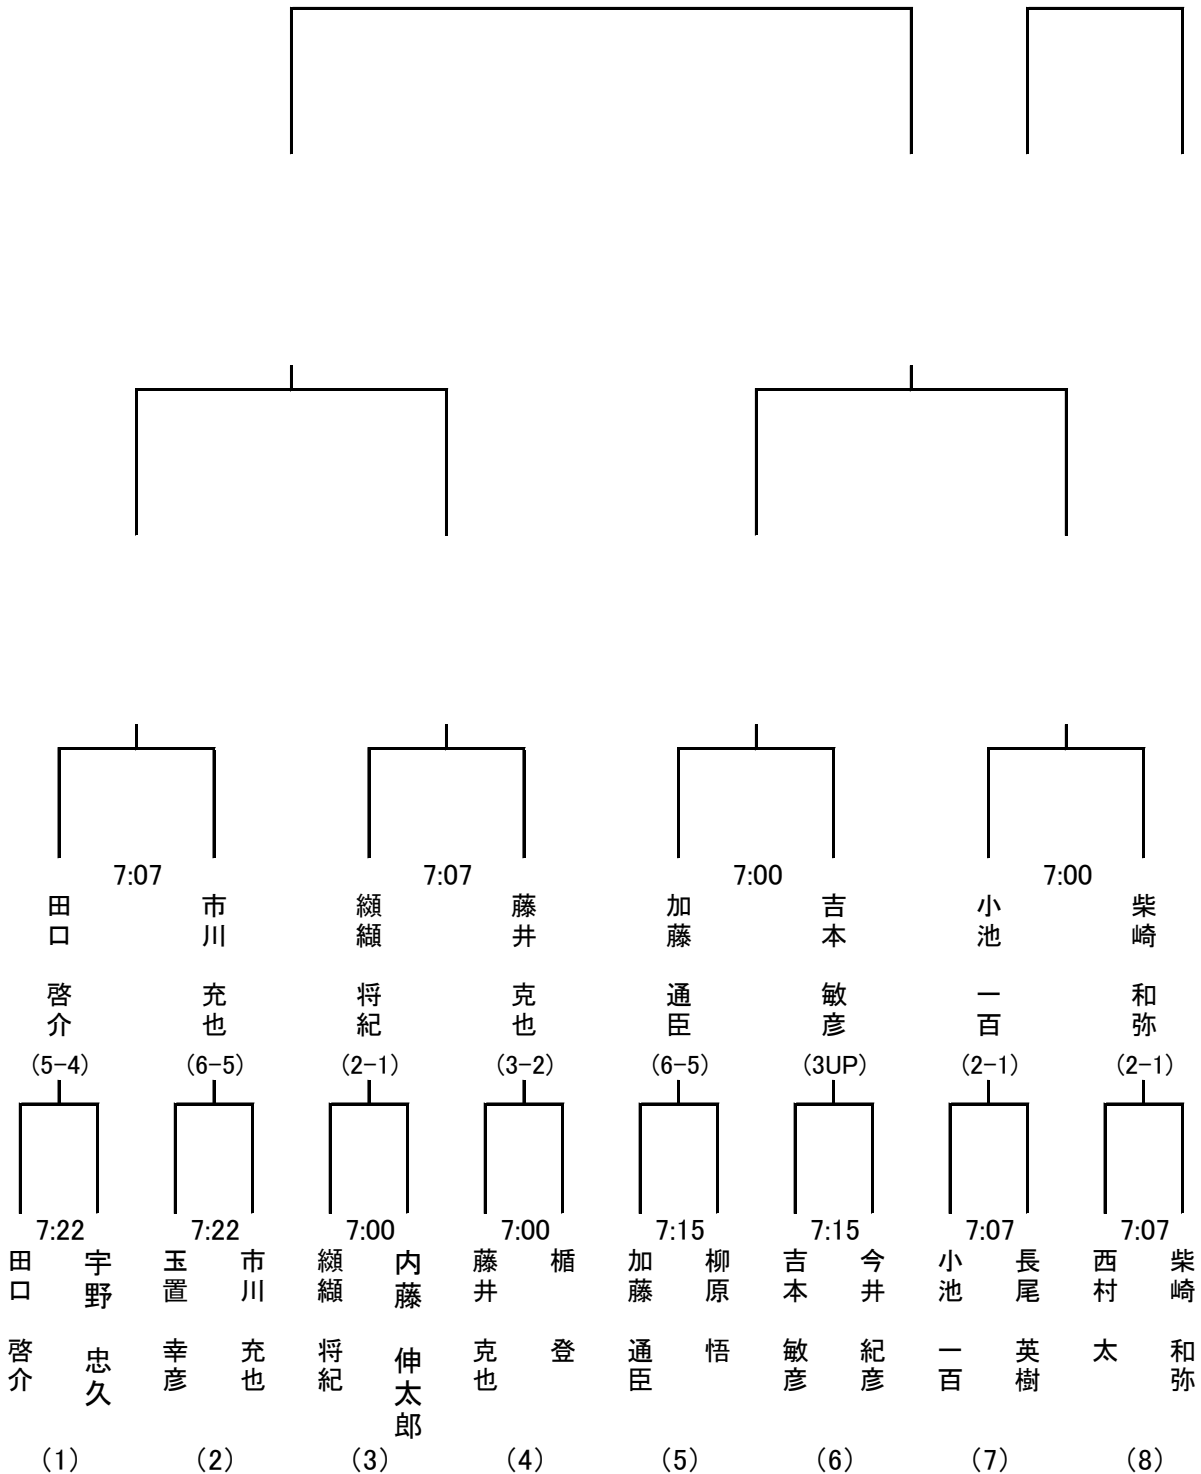 7:07 7:07 7:00 7:00
田口 啓介
市川 充也
纐纈 将紀
藤井 克也
加藤 通臣
吉本 敏彦
小池 一百
柴崎 和弥
(5-4) (6-5) (2-1) (3-2) (6-5) (3UP) (2-1) (2-1)
7:22 7:22 7:00 7:00 7:15 7:15 7:07 7:07
田口 啓介
宇野 忠久
玉置 幸彦
市川 充也
纐纈 将紀
内藤 伸太郎
藤井 克也
楯 登
加藤 通臣
柳原 悟
吉本 敏彦
今井 紀彦
小池 一百
長尾 英樹
西村 太
柴崎 和弥
(1) (2) (3) (4) (5) (6) (7) (8)